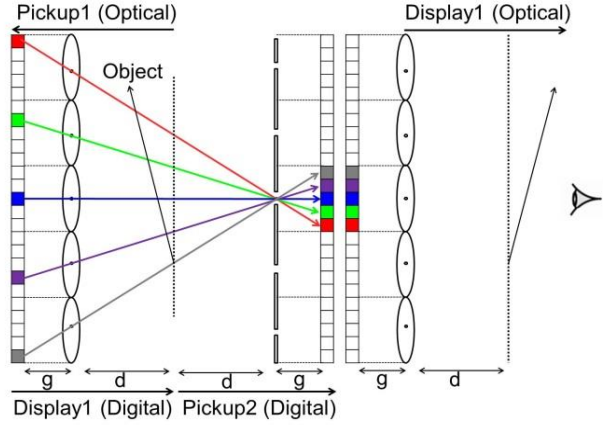 Pickup1 (Optical)
Display1 (Optical)
Object
g
d
d
g
g
d
Display1 (Digital)
Pickup2 (Digital)